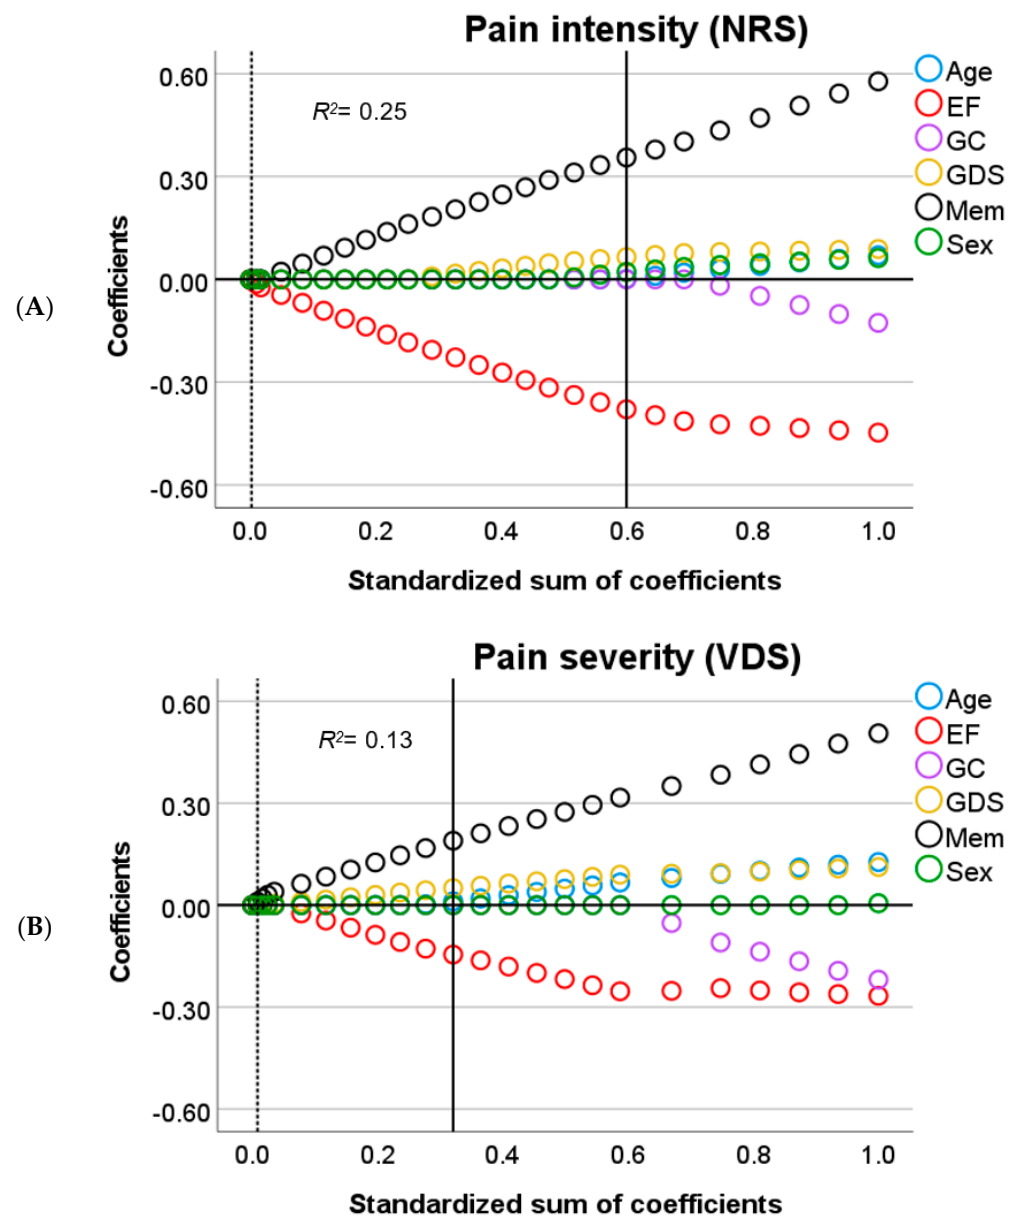 Pain intensity (NRS)
R²= 0.25
Age
EF
GC
GDS
Mem
Sex
0.60
0.30
0.00
-0.30
-0.60
Coefficients
(A)
0.0 0.2 0.4 0.6 0.8 1.0
Standardized sum of coefficients
Pain severity (VDS)
R²= 0.13
Age
EF
GC
GDS
Mem
Sex
0.60
0.30
0.00
-0.30
-0.60
Coefficients
(B)
0.0 0.2 0.4 0.6 0.8 1.0
Standardized sum of coefficients